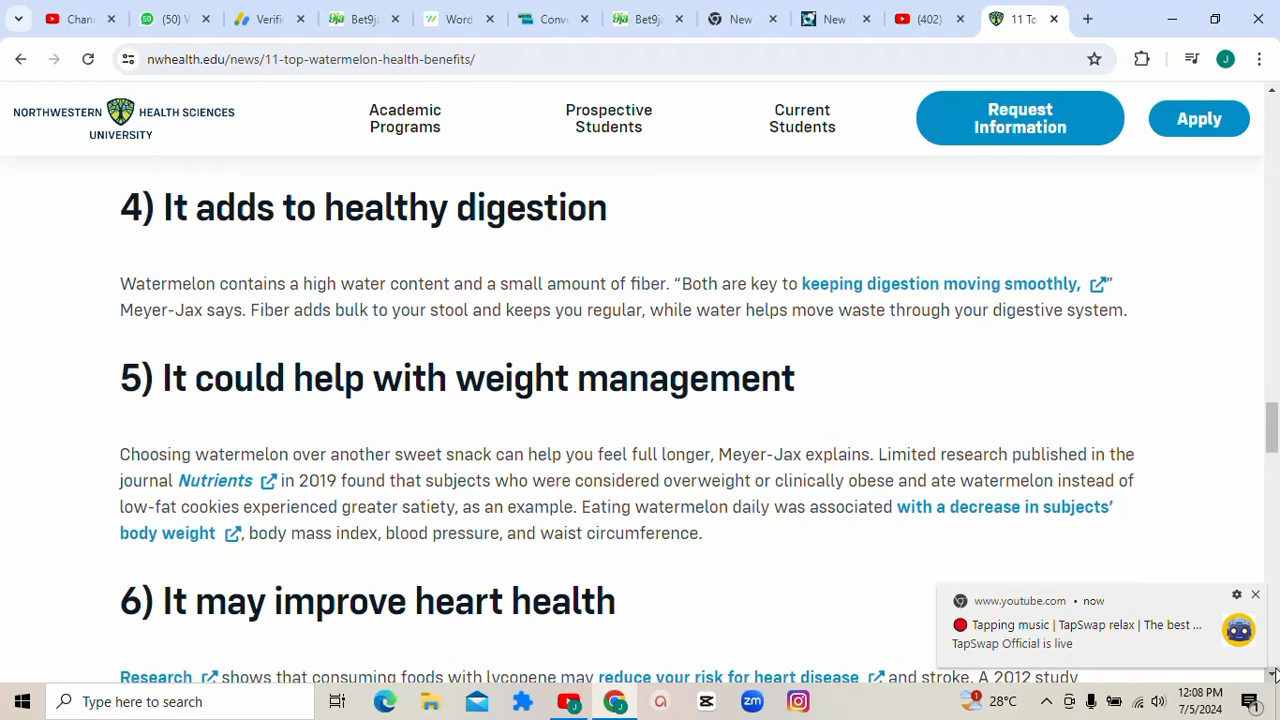 Chan
(50)
Verifi
Bet9j
Word
Conv
Bet9j
New
New
(402)
11 To
nwhealth.edu/news/11-top-watermelon-health-benefits/
J
NORTHWESTERN HEALTH SCIENCES
UNIVERSITY
Academic
Programs
Prospective
Students
Current
Students
Request
Information
Apply
4) It adds to healthy digestion
Watermelon contains a high water content and a small amount of fiber. “Both are key to keeping digestion moving smoothly, ”
Meyer-Jax says. Fiber adds bulk to your stool and keeps you regular, while water helps move waste through your digestive system.
5) It could help with weight management
Choosing watermelon over another sweet snack can help you feel full longer, Meyer-Jax explains. Limited research published in the
journal Nutrients in 2019 found that subjects who were considered overweight or clinically obese and ate watermelon instead of
low-fat cookies experienced greater satiety, as an example. Eating watermelon daily was associated with a decrease in subjects’
body weight , body mass index, blood pressure, and waist circumference.
6) It may improve heart health
www.youtube.com • now
Tapping music | TapSwap relax | The best ...
TapSwap Official is live
Research shows that consuming foods with lycopene may reduce your risk for heart disease and stroke. A 2012 study
Type here to search
28°C
12:08 PM
7/5/2024